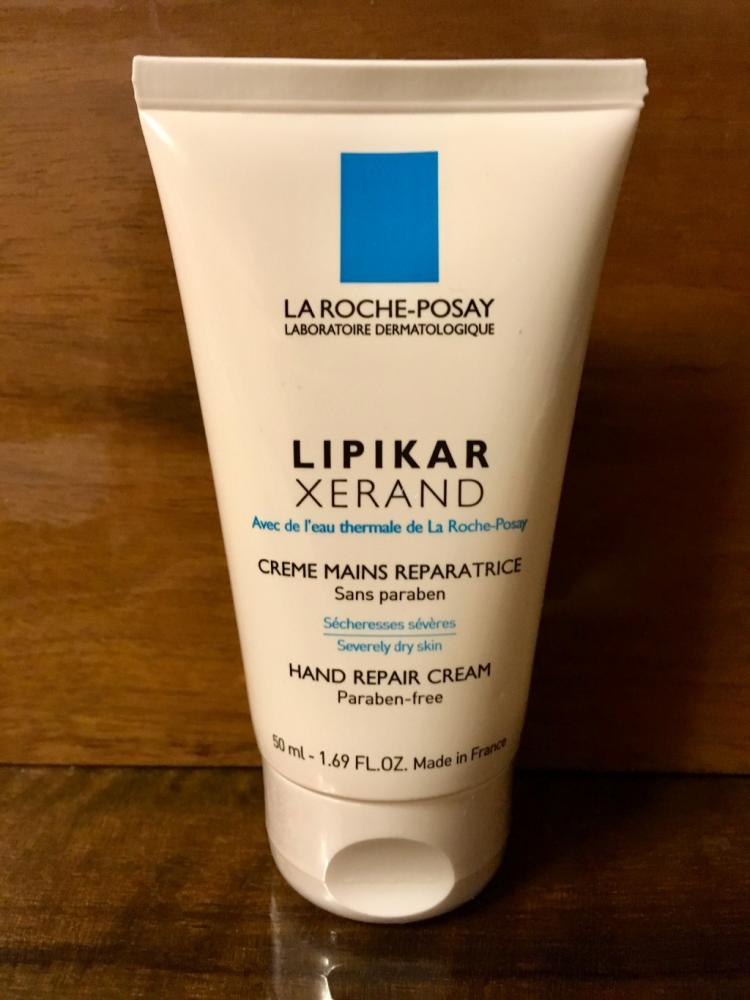 LA ROCHE-POSAY
LABORATOIRE DERMATOLOGIQUE
LIPIKAR
XERAND
Avec de l'eau thermale de La Roche-Posay
CREME MAINS REPARATRICE
Sans paraben
Sécheresses sévères
Severely dry skin
HAND REPAIR CREAM
Paraben-free
50 ml - 1.69 FL.OZ. Made in France